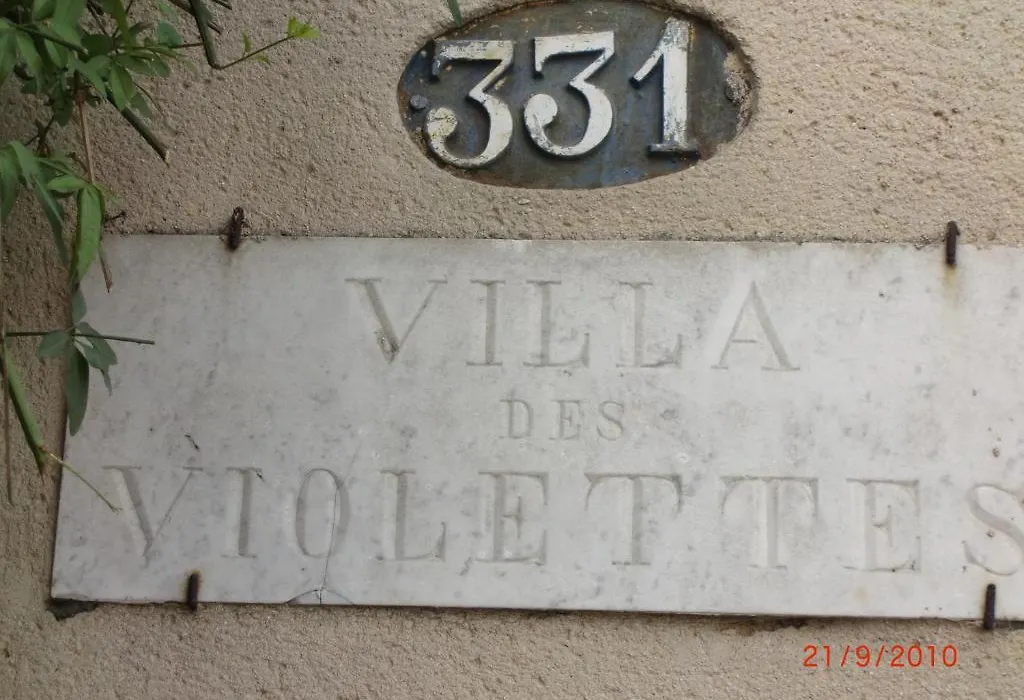 331
VILLA
DES
VIOLETTES
21/9/2010